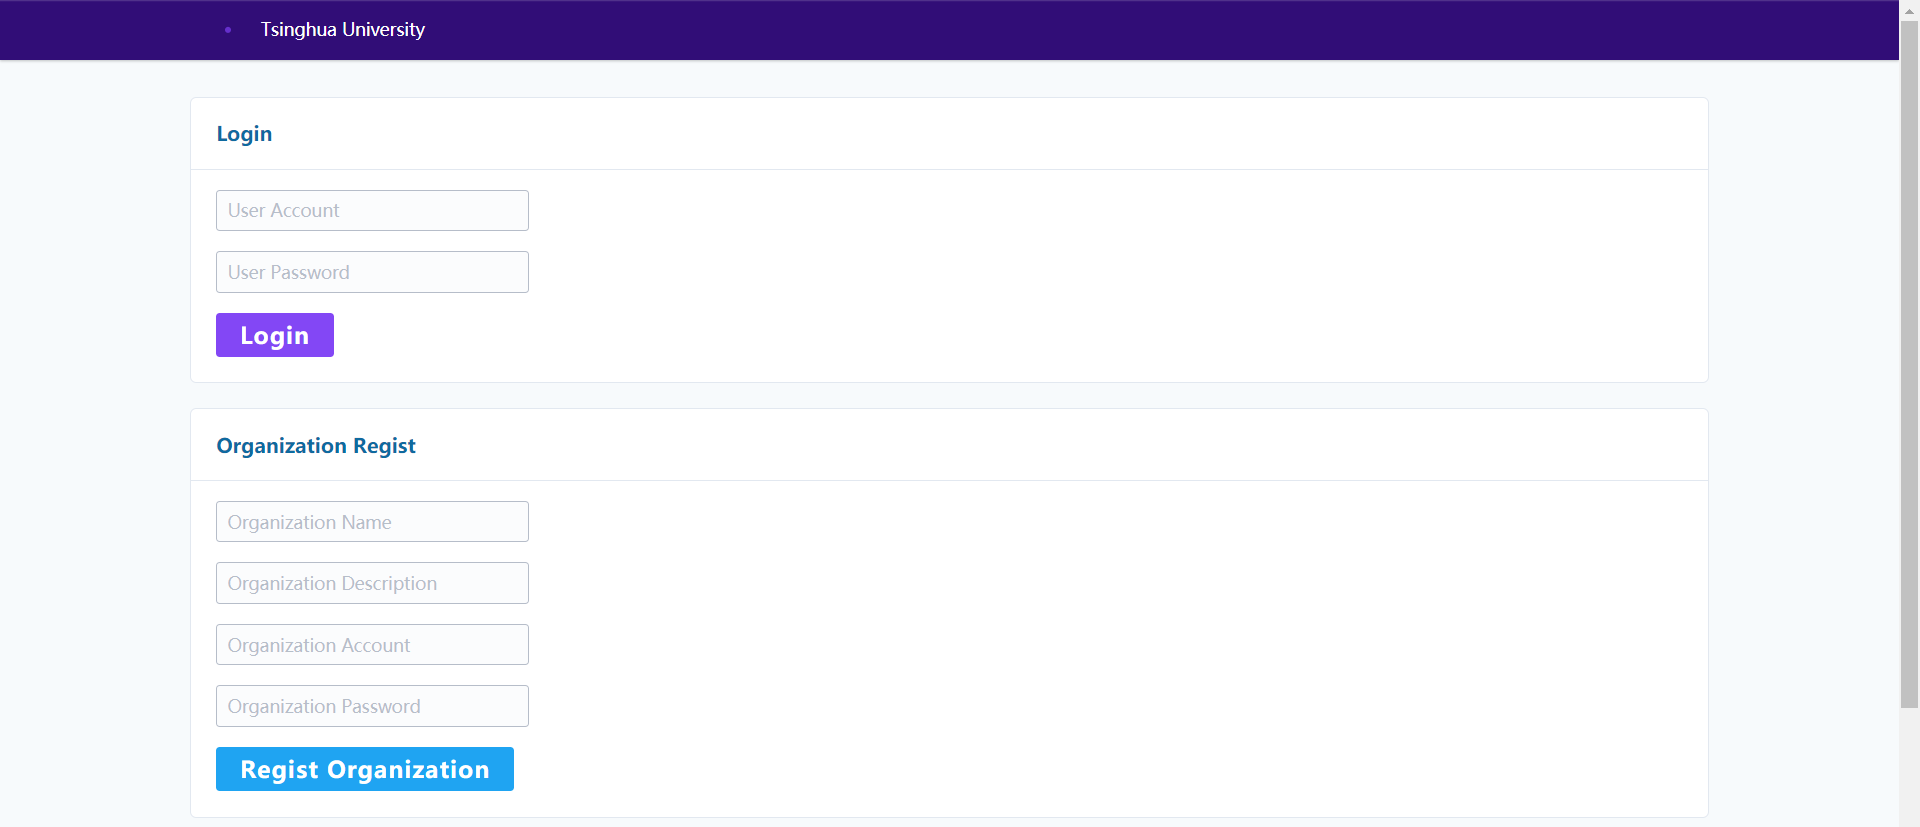 Tsinghua University
Login
User Account
User Password
Login
Organization Regist
Organization Name
Organization Description
Organization Account
Organization Password
Regist Organization